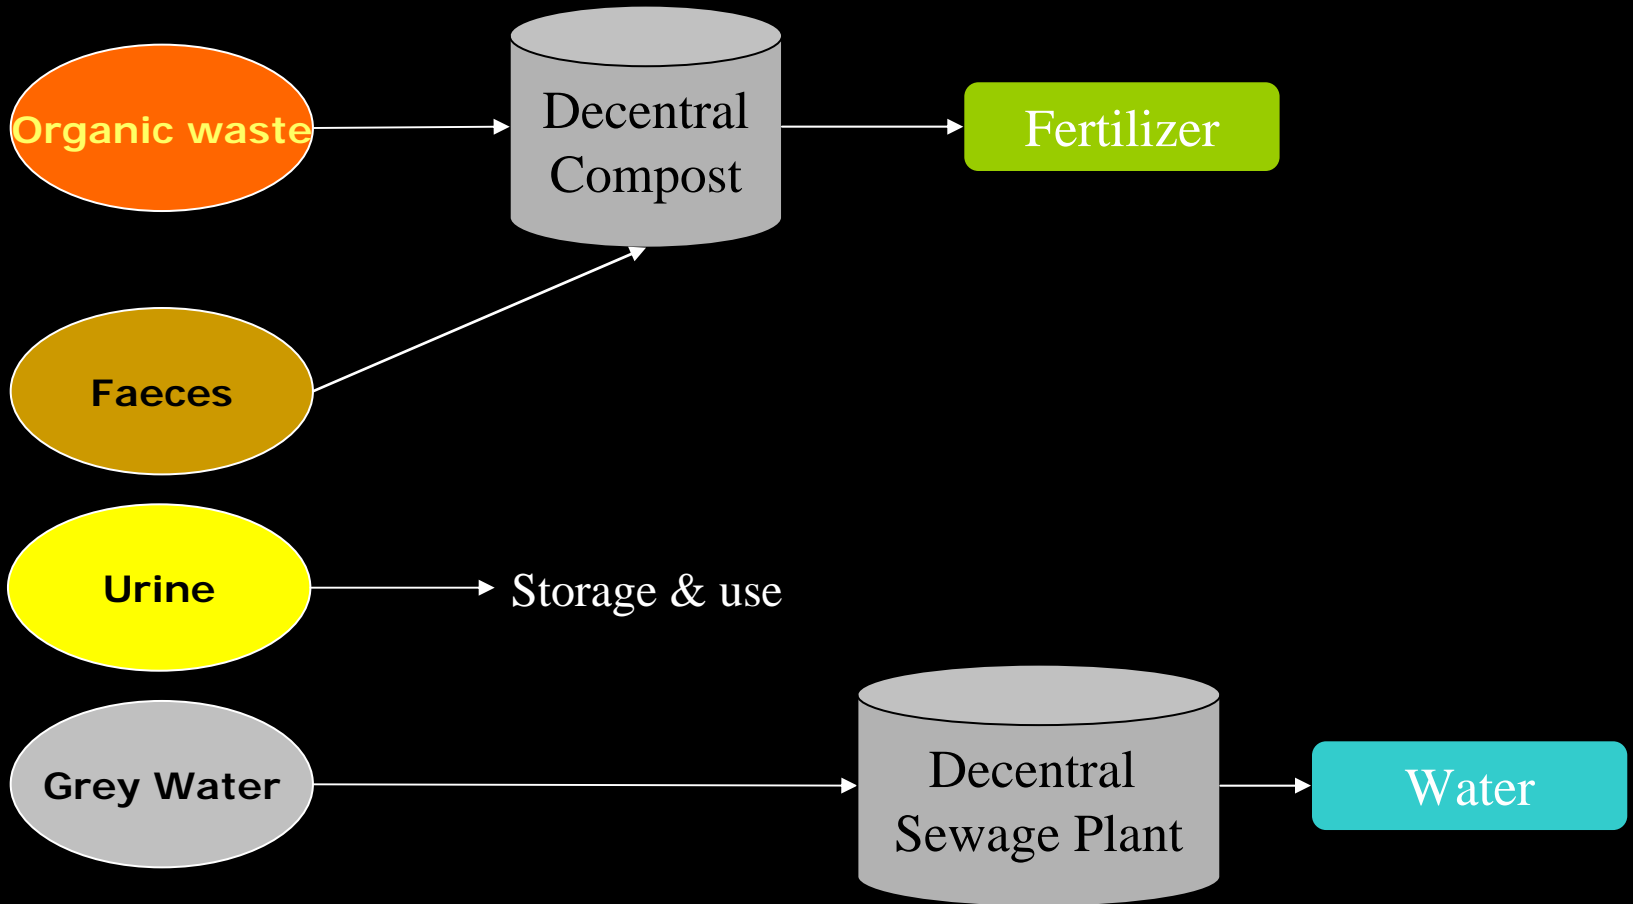 Organic waste
Decentral
Compost
Fertilizer
Faeces
Urine
Storage & use
Grey Water
Decentral
Sewage Plant
Water